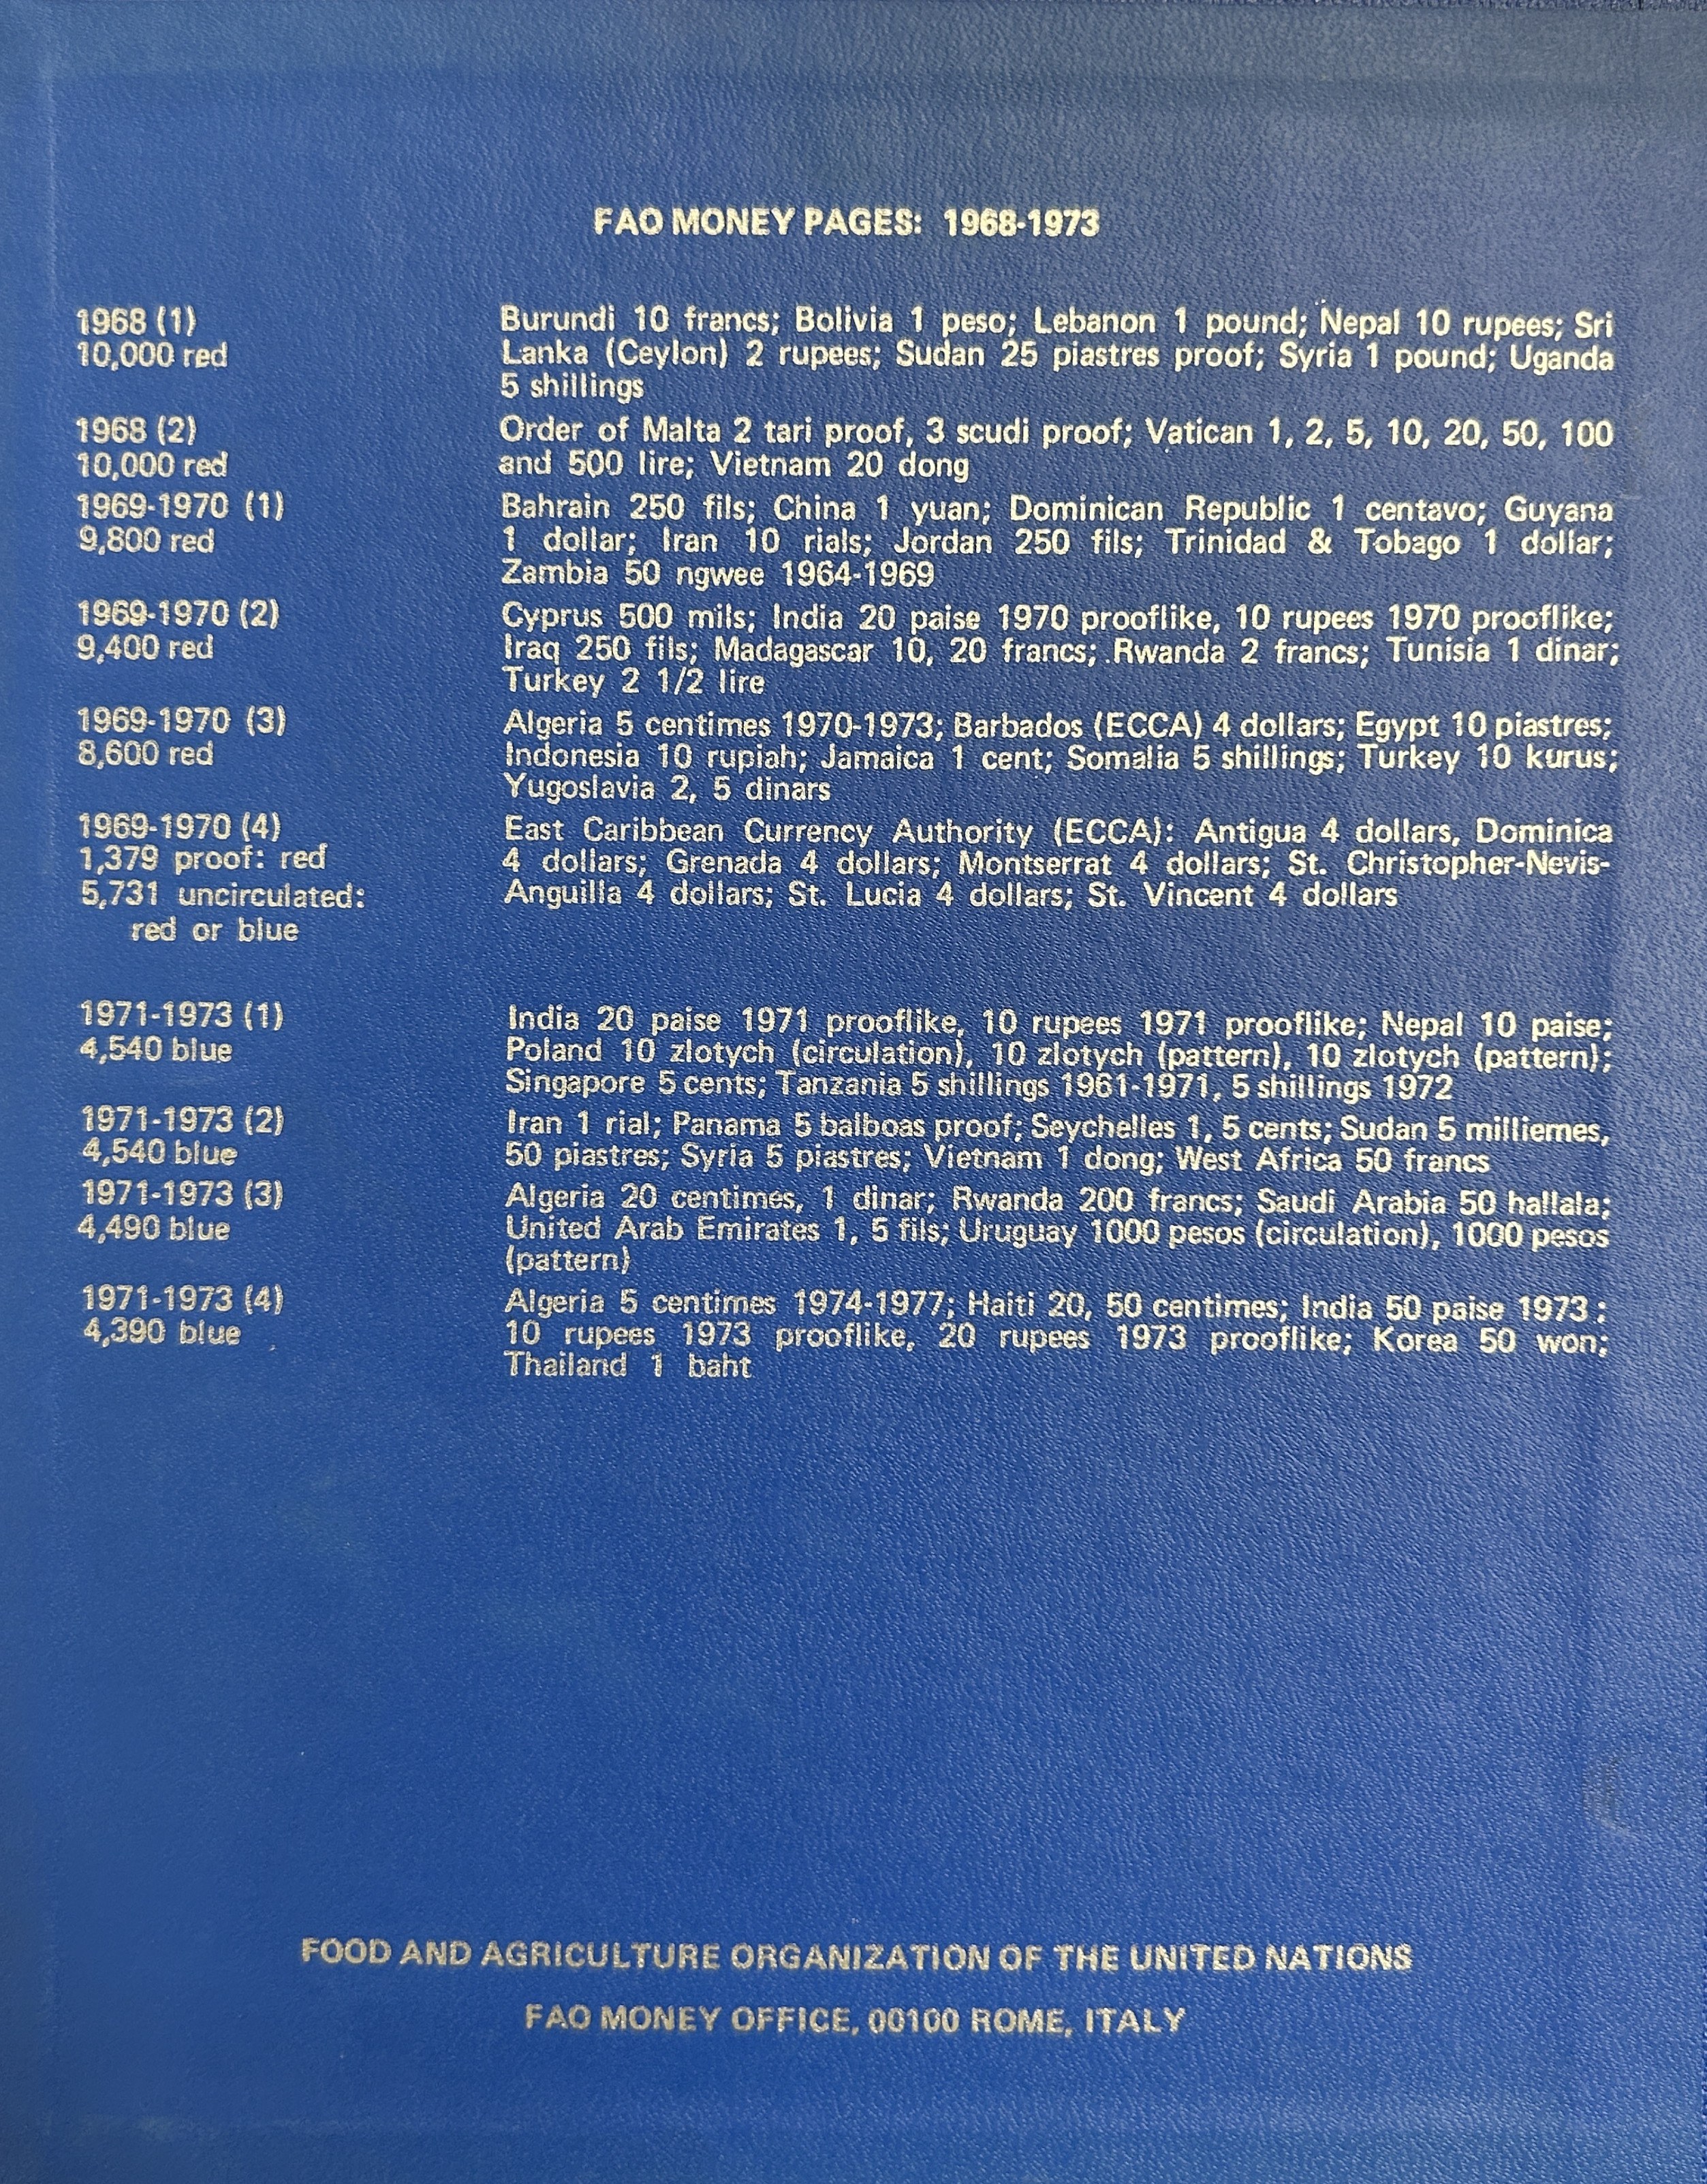 FAO MONEY PAGES: 1968-1973
1968 (1)
10,000 red
Burundi 10 francs; Bolivia 1 peso; Lebanon 1 pound; Nepal 10 rupees; Sri
Lanka (Ceylon) 2 rupees; Sudan 25 piastres proof; Syria 1 pound; Uganda
5 shillings
1968 (2)
10,000 red
Order of Malta 2 tari proof, 3 scudi proof; Vatican 1, 2, 5, 10, 20, 50, 100
and 500 lire; Vietnam 20 dong
1969-1970 (1)
9,800 red
Bahrain 250 fils; China 1 yuan; Dominican Republic 1 centavo; Guyana
1 dollar; Iran 10 rials; Jordan 250 fils; Trinidad & Tobago 1 dollar;
Zambia 50 ngwee 1964-1969
1969-1970 (2)
9,400 red
Cyprus 500 mils; India 20 paise 1970 prooflike, 10 rupees 1970 prooflike;
Iraq 250 fils; Madagascar 10, 20 francs; Rwanda 2 francs; Tunisia 1 dinar;
Turkey 2 1/2 lire
1969-1970 (3)
8,600 red
Algeria 5 centimes 1970-1973; Barbados (ECCA) 4 dollars; Egypt 10 piastres;
Indonesia 10 rupiah; Jamaica 1 cent; Somalia 5 shillings; Turkey 10 kurus;
Yugoslavia 2, 5 dinars
1969-1970 (4)
1,379 proof: red
5,731 uncirculated:
red or blue
East Caribbean Currency Authority (ECCA): Antigua 4 dollars, Dominica
4 dollars; Grenada 4 dollars; Montserrat 4 dollars; St. Christopher-Nevis-
Anguilla 4 dollars; St. Lucia 4 dollars; St. Vincent 4 dollars
1971-1973 (1)
4,540 blue
India 20 paise 1971 prooflike, 10 rupees 1971 prooflike; Nepal 10 paise;
Poland 10 zlotych (circulation), 10 zlotych (pattern), 10 zlotych (pattern);
Singapore 5 cents; Tanzania 5 shillings 1961-1971, 5 shillings 1972
1971-1973 (2)
4,540 blue
Iran 1 rial; Panama 5 balboas proof; Seychelles 1, 5 cents; Sudan 5 milliemes,
50 piastres; Syria 5 piastres; Vietnam 1 dong; West Africa 50 francs
1971-1973 (3)
4,490 blue
Algeria 20 centimes, 1 dinar; Rwanda 200 francs; Saudi Arabia 50 hallala;
United Arab Emirates 1, 5 fils; Uruguay 1000 pesos (circulation), 1000 pesos
(pattern)
1971-1973 (4)
4,390 blue
Algeria 5 centimes 1974-1977; Haiti 20, 50 centimes; India 50 paise 1973;
10 rupees 1973 prooflike, 20 rupees 1973 prooflike; Korea 50 won;
Thailand 1 baht
FOOD AND AGRICULTURE ORGANIZATION OF THE UNITED NATIONS
FAO MONEY OFFICE, 00100 ROME, ITALY